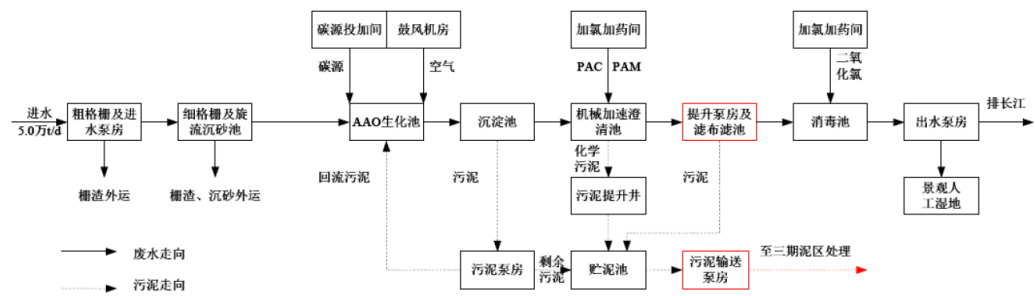 碳源投加间
鼓风机房
加氯加药间
加氯加药间
碳源
空气
PAC
PAM
二氧
化氯
进水
5.0万t/d
粗格栅及进
水泵房
细格栅及旋
流沉砂池
AAO生化池
沉淀池
机械加速澄
清池
提升泵房及
滤布滤池
消毒池
出水泵房
排长江
栅渣外运
栅渣、沉砂外运
回流污泥
污泥
化学
污泥
污泥提升井
污泥
景观人
工湿地
废水走向
污泥走向
污泥泵房
剩余
污泥
贮泥池
污泥输送
泵房
至三期泥区处理